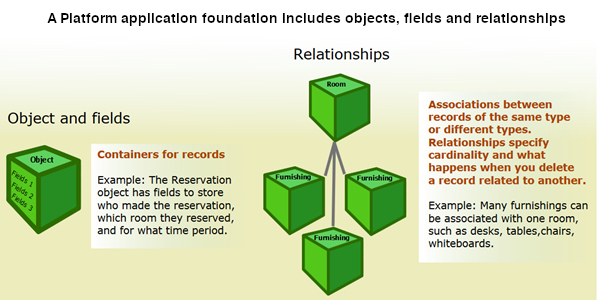 A Platform application foundation includes objects, fields and relationships
Relationships
Room
Furnishing
Furnishing
Furnishing
Object and fields
Object
Fields 1
Fields 2
Fields 3
Containers for records
Example: The Reservation
object has fields to store
who made the reservation,
which room they reserved,
and for what time period.
Associations between
records of the same type
or different types.
Relationships specify
cardinality and what
happens when you delete
a record related to another.
Example: Many furnishings can
be associated with one room,
such as desks, tables,chairs,
whiteboards.